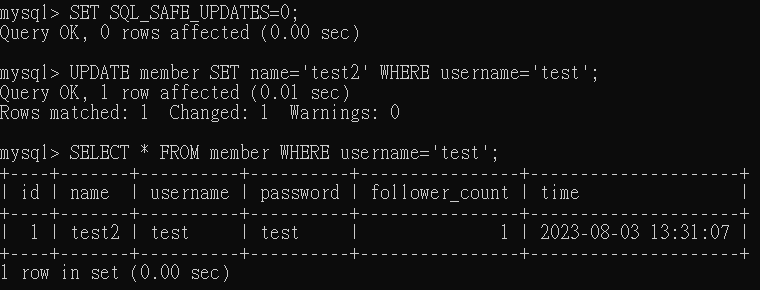 mysql> SET SQL_SAFE_UPDATES=0;
Query OK, 0 rows affected (0.00 sec)
mysql> UPDATE member SET name='test2' WHERE username='test';
Query OK, 1 row affected (0.01 sec)
Rows matched: 1  Changed: 1  Warnings: 0
mysql> SELECT * FROM member WHERE username='test';
+----+-------+----------+----------+----------------+---------------------+
| id | name  | username | password | follower_count | time                |
+----+-------+----------+----------+----------------+---------------------+
|  1 | test2 | test     | test     |              1 | 2023-08-03 13:31:07 |
+----+-------+----------+----------+----------------+---------------------+
1 row in set (0.00 sec)